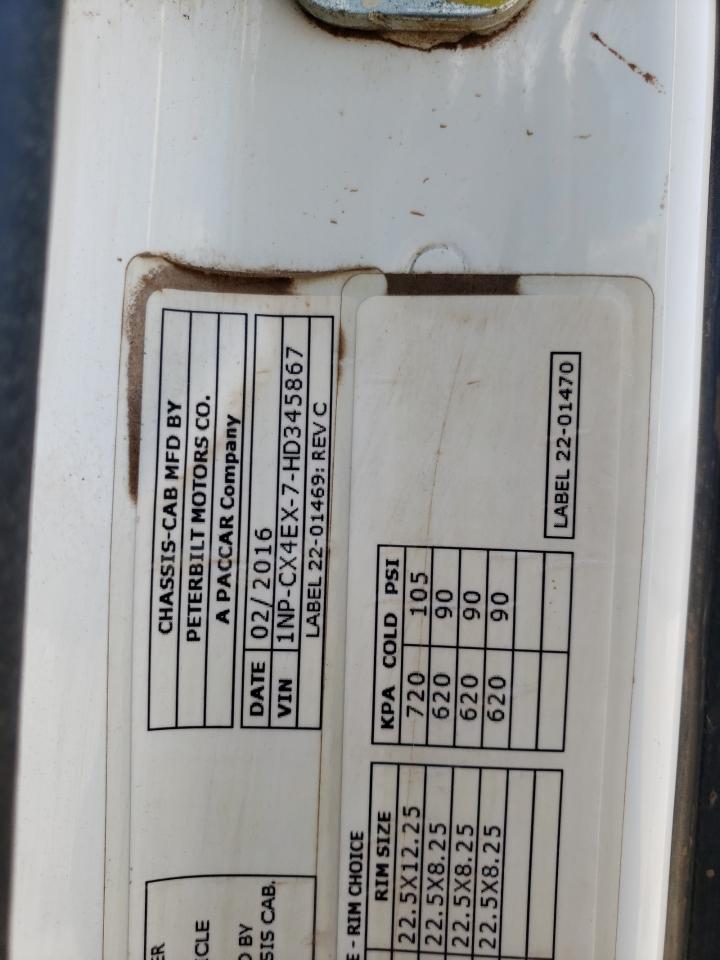 CHASSIS-CAB MFD BY
PETERBILT MOTORS CO.
A PACCAR Company
DATE 02/2016
VIN 1NP-CX4EX-7-HD345867
LABEL 22-01469: REV C
BY
SIS CAB.
- RIM CHOICE
RIM SIZE KPA COLD PSI
22.5X12.25 720 105
22.5X8.25 620 90
22.5X8.25 620 90
22.5X8.25 620 90
LABEL 22-01470